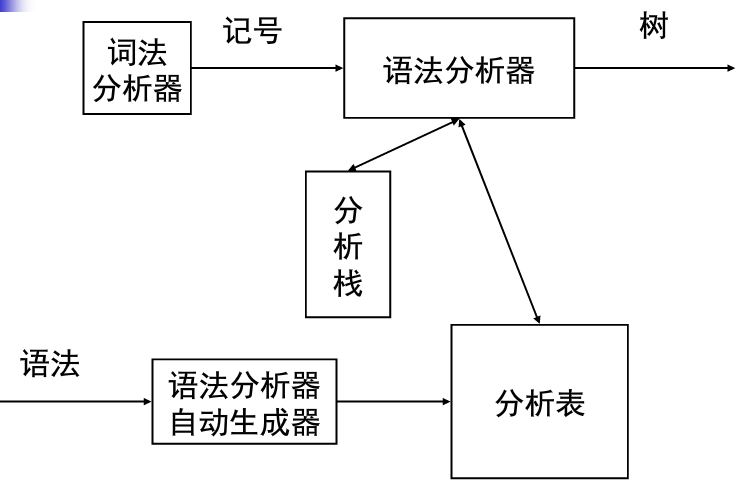 记号
树
词法
分析器
语法分析器
分
析
栈
语法
语法分析器
自动生成器
分析表